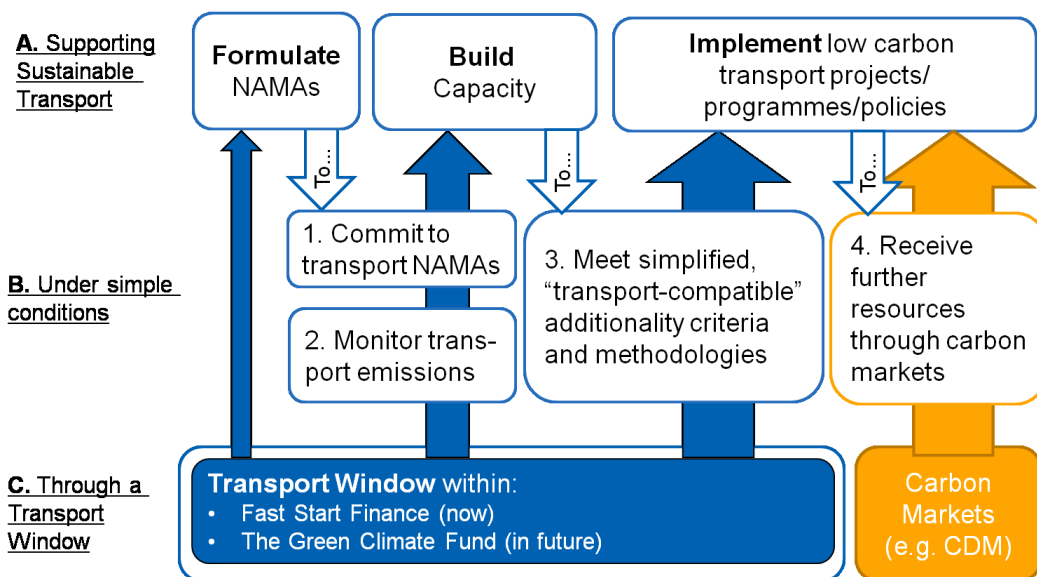 A. Supporting
Sustainable
Transport
Formulate
NAMAs
Build
Capacity
Implement low carbon
transport projects/
programmes/policies
To...
To...
To...
B. Under simple
conditions
1. Commit to
transport NAMAs
2. Monitor trans-
port emissions
3. Meet simplified,
“transport-compatible”
additionality criteria
and methodologies
4. Receive
further
resources
through carbon
markets
C. Through a
Transport
Window
Transport Window within:
• Fast Start Finance (now)
• The Green Climate Fund (in future)
Carbon
Markets
(e.g. CDM)